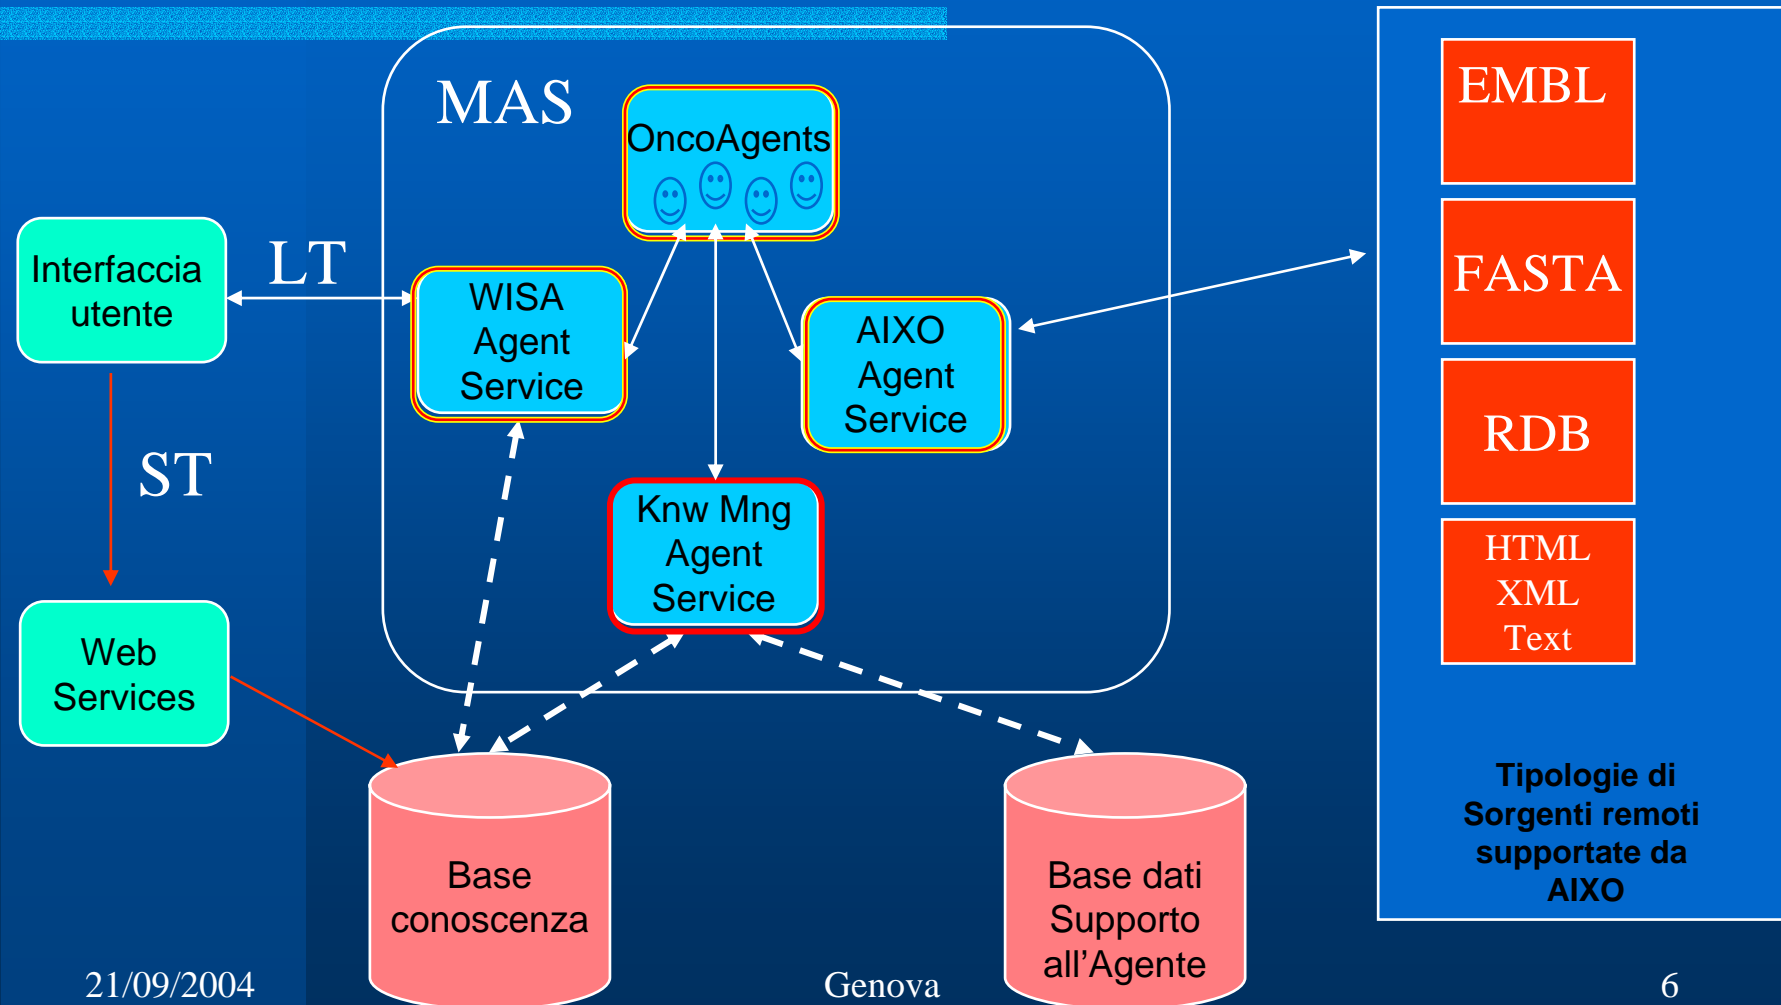 MAS
OncoAgents
Interfaccia
utente
LT
WISA
Agent
Service
AIXO
Agent
Service
ST
Knw Mng
Agent
Service
Web
Services
Base
conoscenza
Base dati
Supporto
all’Agente
EMBL
FASTA
RDB
HTML
XML
Text
Tipologie di
Sorgenti remoti
supportate da
AIXO
21/09/2004
Genova
6